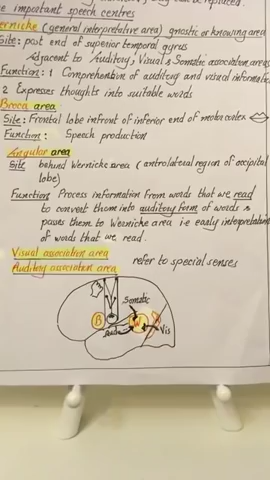 e important speech centres
ernicke (general interpretative area) gnostic or knowing area
Site: post end of superior temporal gyrus
Adjacent to Auditory, Visual & Somatic association areas
Function: 1 Comprehension of auditory and visual informatio
2 Expresses thoughts into suitable words
Broca area
Site: Frontal lobe infront of inferior end of motor cortex
Function: Speech production
Angular area
Site behind Wernicke area (antrolateral region of occipital
lobe)
Function: Process information from words that we read
to convert them into auditory form of words &
passes them to Wernicke area i.e easily interpretation
of words that we read.
Visual association area
Auditory association area
refer to special senses
Somatic
B
W
Vis